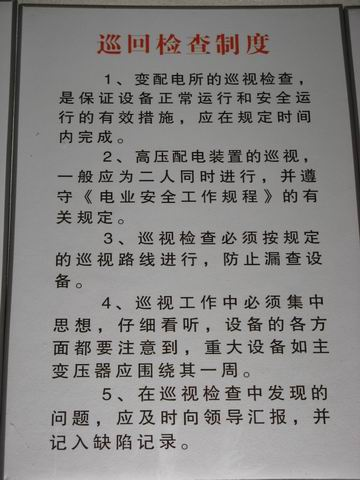 巡回检查制度
1、变配电所的巡视检查，
是保证设备正常运行和安全运
行的有效措施，应在规定时间
内完成。
2、高压配电装置的巡视，
一般应为二人同时进行，并遵
守《电业安全工作规程》的有
关规定。
3、巡视检查必须按规定
的巡视路线进行，防止漏查设
备。
4、巡视工作中必须集中
思想，仔细看听，设备的各方
面都要注意到，重大设备如主
变压器应围绕其一周。
5、在巡视检查中发现的
问题，应及时向领导汇报，并
记入缺陷记录。